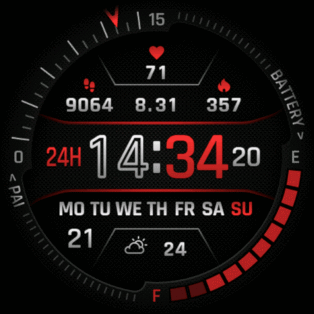 15
71
9064 8.31 357
BATTERY >
0 24H 14:34 20 E
< PAI
MO TU WE TH FR SA SU
21 24
F